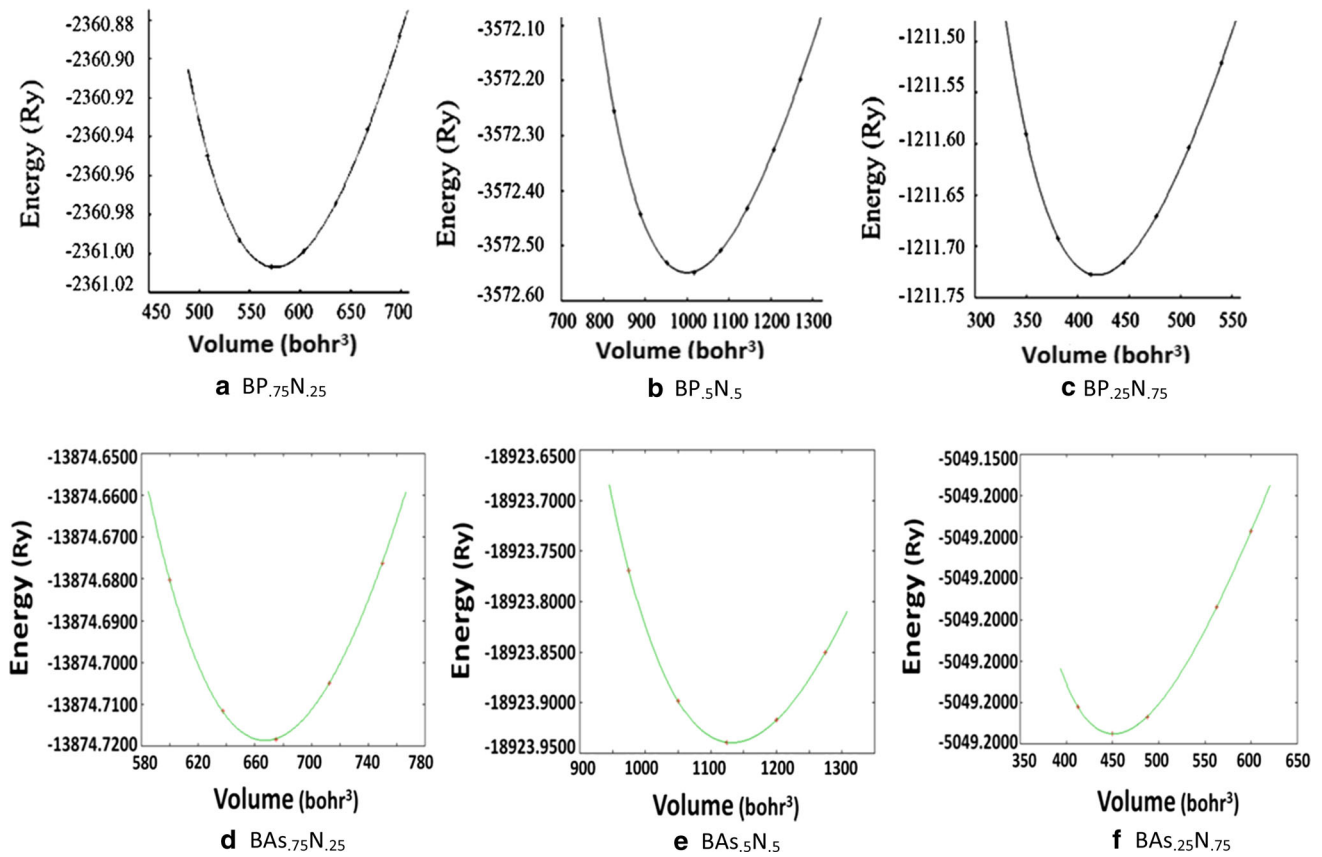 -2360.88
-2360.90
-2360.92
-2360.94
-2360.96
-2360.98
-2361.00
-2361.02
Energy (Ry)
450 500 550 600 650 700
Volume (bohr³)
a BP.75N.25
-3572.10
-3572.20
-3572.30
-3572.40
-3572.50
-3572.60
Energy (Ry)
700 800 900 1000 1100 1200 1300
Volume (bohr³)
b BP.5N.5
-1211.50
-1211.55
-1211.60
-1211.65
-1211.70
-1211.75
Energy (Ry)
300 350 400 450 500 550
Volume (bohr³)
c BP.25N.75
-13874.6500
-13874.6600
-13874.6700
-13874.6800
-13874.6900
-13874.7000
-13874.7100
-13874.7200
Energy (Ry)
580 620 660 700 740 780
Volume (bohr³)
d BAs.75N.25
-18923.6500
-18923.7000
-18923.7500
-18923.8000
-18923.8500
-18923.9000
-18923.9500
Energy (Ry)
900 1000 1100 1200 1300
Volume (bohr³)
e BAs.5N.5
-5049.1500
-5049.2000
-5049.2000
-5049.2000
-5049.2000
-5049.2000
-5049.2000
-5049.2000
Energy (Ry)
350 400 450 500 550 600 650
Volume (bohr³)
f BAs.25N.75